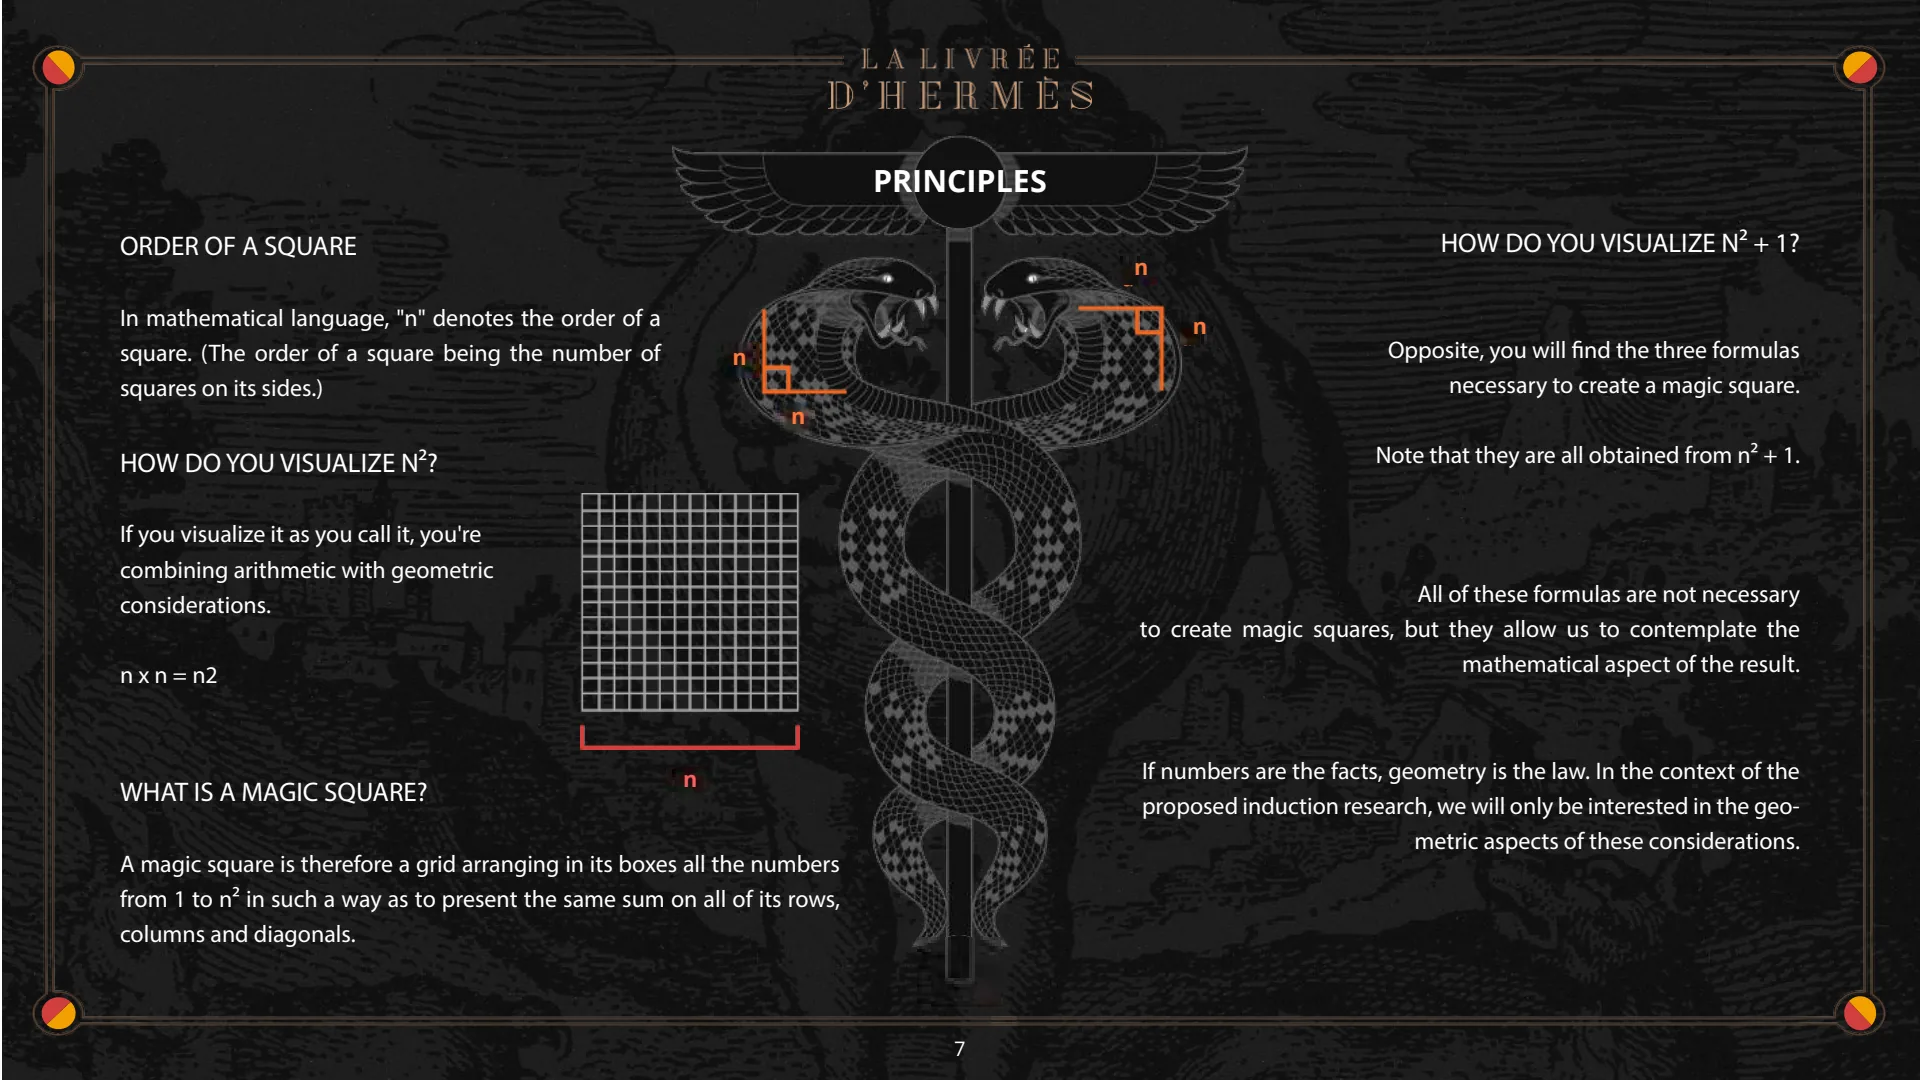 LA LIVRÉE
D'HERMÈS
PRINCIPLES
ORDER OF A SQUARE
In mathematical language, "n" denotes the order of a
square. (The order of a square being the number of
squares on its sides.)
HOW DO YOU VISUALIZE N²?
If you visualize it as you call it, you're
combining arithmetic with geometric
considerations.
n x n = n2
n
WHAT IS A MAGIC SQUARE?
A magic square is therefore a grid arranging in its boxes all the numbers
from 1 to n² in such a way as to present the same sum on all of its rows,
columns and diagonals.
n
n
n
n
HOW DO YOU VISUALIZE N² + 1?
Opposite, you will find the three formulas
necessary to create a magic square.
Note that they are all obtained from n² + 1.
All of these formulas are not necessary
to create magic squares, but they allow us to contemplate the
mathematical aspect of the result.
If numbers are the facts, geometry is the law. In the context of the
proposed induction research, we will only be interested in the geo-
metric aspects of these considerations.
7